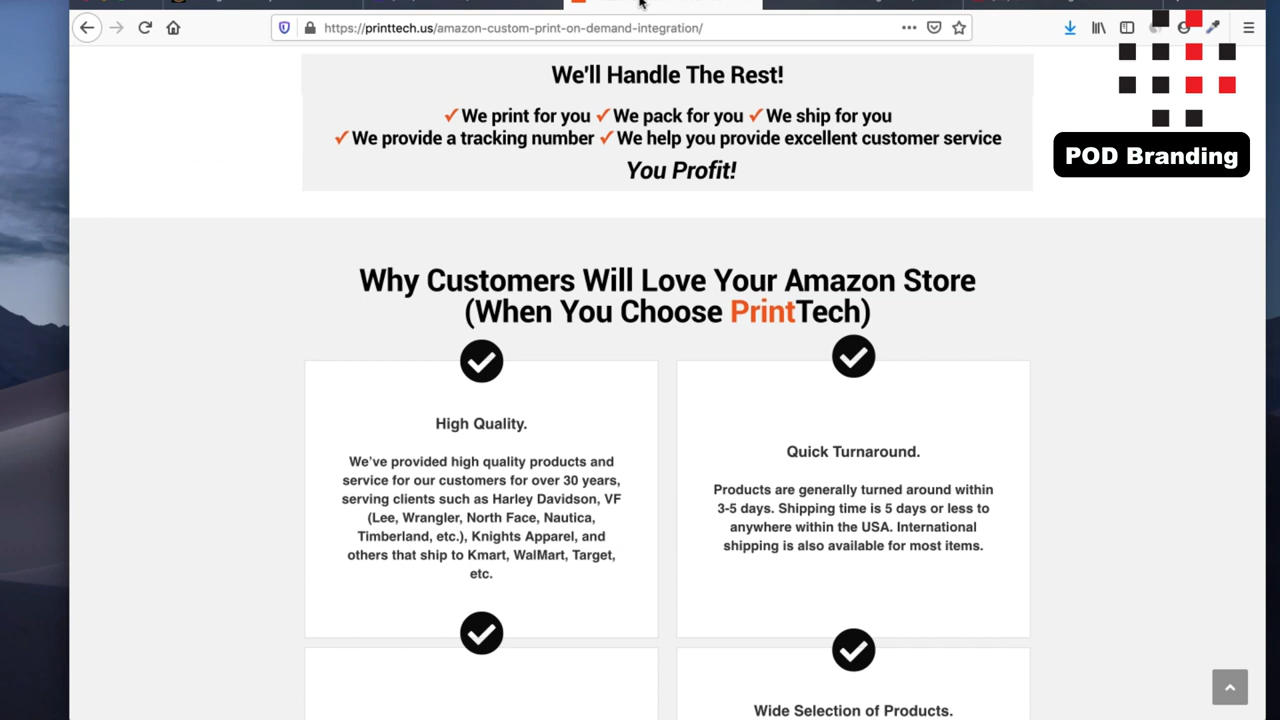 https://printtech.us/amazon-custom-print-on-demand-integration/
We'll Handle The Rest!
✓We print for you ✓We pack for you ✓We ship for you
✓We provide a tracking number ✓We help you provide excellent customer service
You Profit!
POD Branding
Why Customers Will Love Your Amazon Store
(When You Choose PrintTech)
High Quality.
We've provided high quality products and
service for our customers for over 30 years,
serving clients such as Harley Davidson, VF
(Lee, Wrangler, North Face, Nautica,
Timberland, etc.), Knights Apparel, and
others that ship to Kmart, WalMart, Target,
etc.
Quick Turnaround.
Products are generally turned around within
3-5 days. Shipping time is 5 days or less to
anywhere within the USA. International
shipping is also available for most items.
Wide Selection of Products.